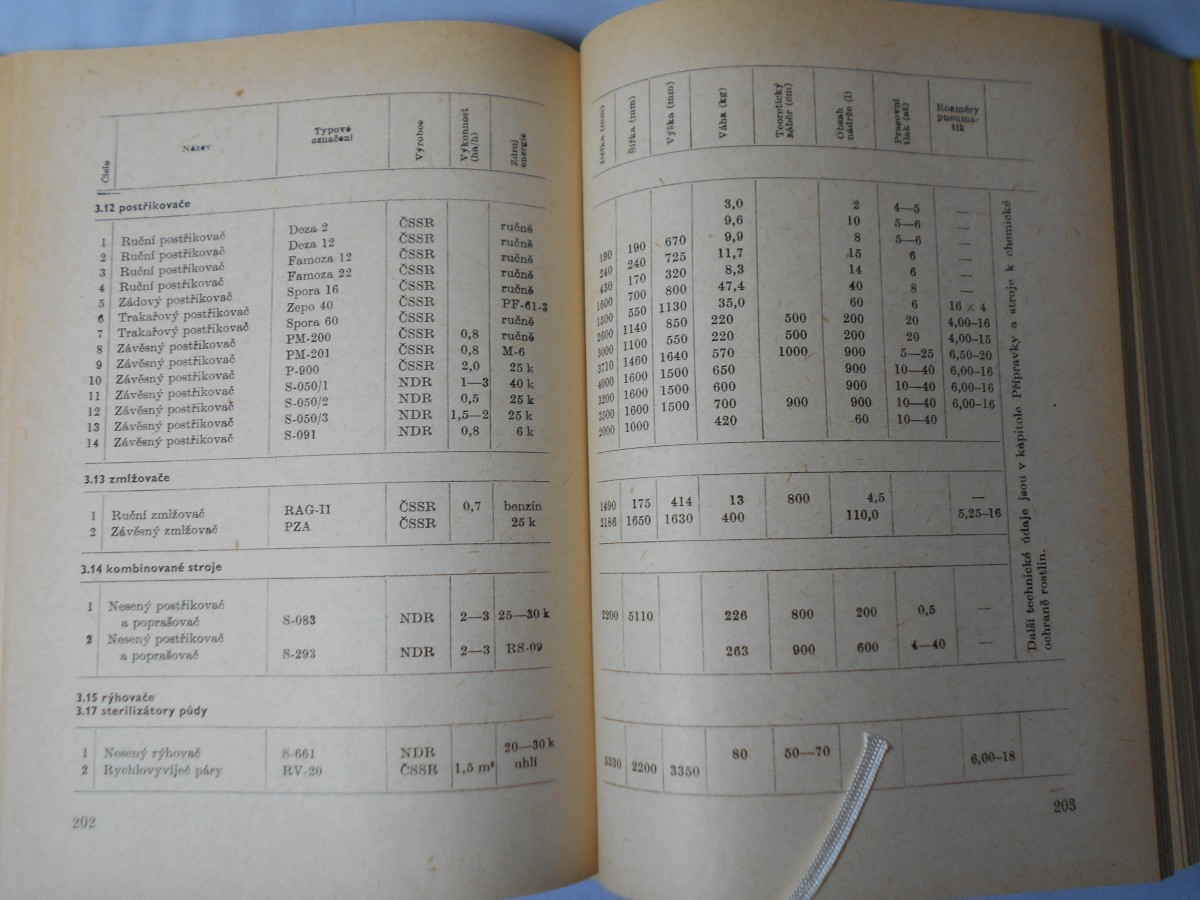 Číslo Název Typové označení Výrobce Výkonnost (ha/h) Zdroj energie
3.12 postřikovače
1 Ruční postřikovač Deza 2 ČSSR ručně
2 Ruční postřikovač Deza 12 ČSSR ručně
3 Ruční postřikovač Famoza 12 ČSSR ručně
4 Ruční postřikovač Famoza 22 ČSSR ručně
5 Zádový postřikovač Spora 16 ČSSR ručně
6 Trakařový postřikovač Zepo 40 ČSSR PF-61-3
7 Trakařový postřikovač Spora 60 ČSSR ručně
8 Závěsný postřikovač PM-200 ČSSR 0,8 ručně
9 Závěsný postřikovač PM-201 ČSSR 0,8 M-6
10 Závěsný postřikovač P-900 ČSSR 2,0 25 k
11 Závěsný postřikovač S-050/1 NDR 1—3 40 k
12 Závěsný postřikovač S-050/2 NDR 0,5 25 k
13 Závěsný postřikovač S-050/3 NDR 1,5—2 25 k
14 Závěsný postřikovač S-091 NDR 0,8 6 k
3.13 zmlžovače
1 Ruční zmlžovač RAG-II ČSSR 0,7 benzín
2 Závěsný zmlžovač PZA ČSSR 25 k
3.14 kombinované stroje
1 Nesený postřikovač
a poprašovač S-083 NDR 2—3 25—30 k
2 Nesený postřikovač
a poprašovač S-293 NDR 2—3 RS-09
3.15 rýhovače
3.17 sterilizátory půdy
1 Nesený rýhovač S-661 NDR 20—30 k
2 Rychlovyvíječ páry RV-20 ČSSR 1,5 m³ uhlí
202
Délka (mm) Šířka (mm) Výška (mm) Váha (kg) Teoretický záběr (cm) Obsah nádrže (l) Pracovní tlak (at) Rozměry pneumatik
3,0 2 4—5 —
9,6 10 5—6 —
190 190 670 9,9 8 5—6 —
240 240 725 11,7 15 6 —
430 170 320 8,3 14 6 —
1600 700 800 47,4 40 8 —
1500 550 1130 35,0 60 6 16 × 4
2600 1140 850 220 500 200 20 4,00-16
3000 1100 550 220 500 200 20 4,00-15
3710 1460 1640 570 1000 900 5—25 6,50-20
4000 1600 1500 650 900 10—40 6,00-16
3200 1600 1500 600 900 10—40 6,00-16
3500 1600 1500 700 900 900 10—40 6,00-16
2000 1000 420 60 10—40
1490 175 414 13 800 4,5 —
2186 1650 1630 400 110,0 5,25-16
2200 5110 226 800 200 0,5 —
263 900 600 4—40 —
80 50—70
3330 2200 3350 6,00-18
Další technické údaje jsou v kapitole Přípravky a stroje k chemické
ochraně rostlin.
203